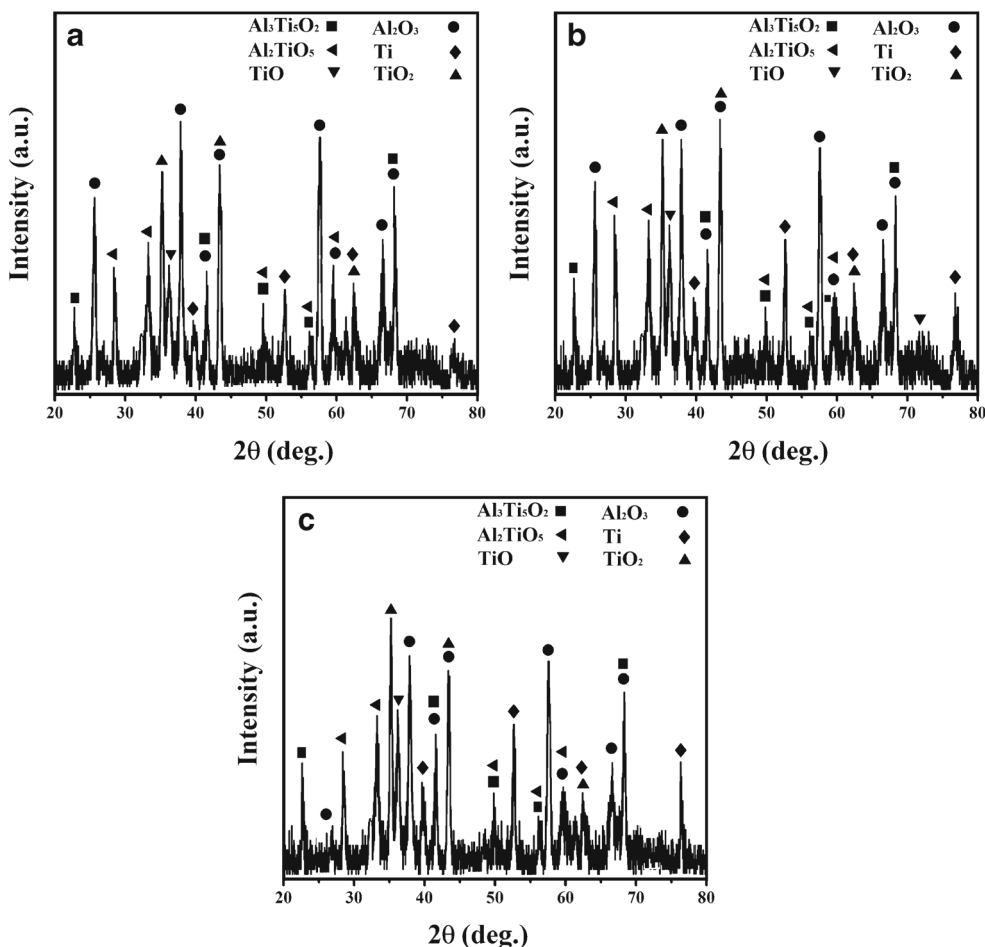 a
Al₃Ti₅O₂ ■ Al₂O₃ ●
Al₂TiO₅ ◀ Ti ◆
TiO ▼ TiO₂ ▲
Intensity (a.u.)
20 30 40 50 60 70 80
2θ (deg.)
b
Al₃Ti₅O₂ ■ Al₂O₃ ●
Al₂TiO₅ ◀ Ti ◆
TiO ▼ TiO₂ ▲
Intensity (a.u.)
20 30 40 50 60 70 80
2θ (deg.)
c
Al₃Ti₅O₂ ■ Al₂O₃ ●
Al₂TiO₅ ◀ Ti ◆
TiO ▼ TiO₂ ▲
Intensity (a.u.)
20 30 40 50 60 70 80
2θ (deg.)